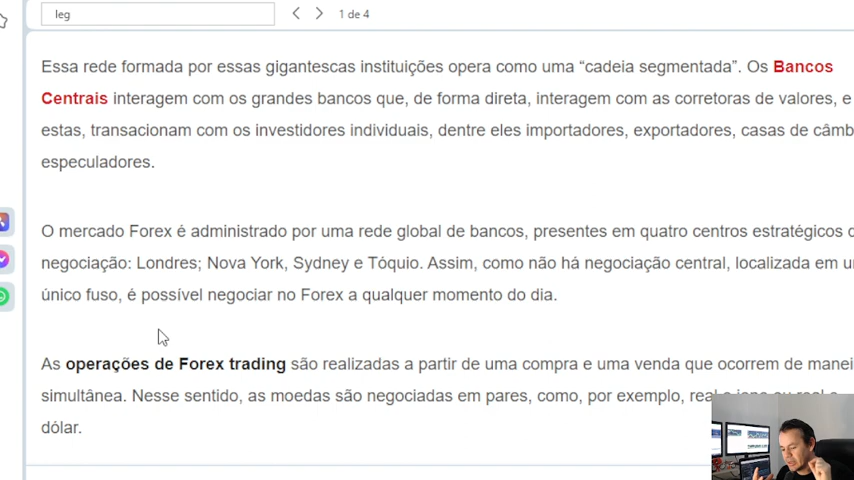 leg
1 de 4
Essa rede formada por essas gigantescas instituições opera como uma “cadeia segmentada”. Os Bancos
Centrais interagem com os grandes bancos que, de forma direta, interagem com as corretoras de valores, e
estas, transacionam com os investidores individuais, dentre eles importadores, exportadores, casas de
especuladores.
O mercado Forex é administrado por uma rede global de bancos, presentes em quatro centros estratégicos
negociação: Londres; Nova York, Sydney e Tóquio. Assim, como não há negociação central, localizada em
único fuso, é possível negociar no Forex a qualquer momento do dia.
As operações de Forex trading são realizadas a partir de uma compra e uma venda que ocorrem de
simultânea. Nesse sentido, as moedas são negociadas em pares, como, por exemplo,
dólar.